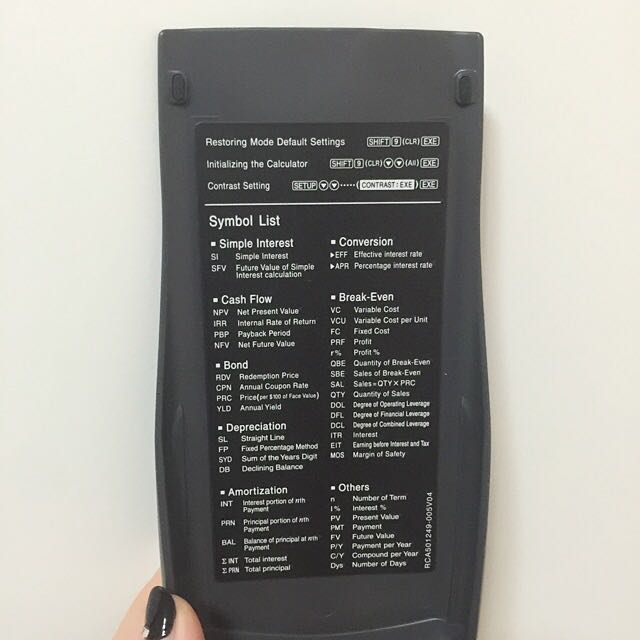 Restoring Mode Default Settings SHIFT 9 (CLR) EXE
Initializing the Calculator SHIFT 9 (CLR) ▼ ▼ (All) EXE
Contrast Setting SETUP ▼ ▼ ····· ( CONTRAST : EXE ) EXE
Symbol List
▪ Simple Interest
SI Simple Interest
SFV Future Value of Simple
Interest calculation
▪ Cash Flow
NPV Net Present Value
IRR Internal Rate of Return
PBP Payback Period
NFV Net Future Value
▪ Bond
RDV Redemption Price
CPN Annual Coupon Rate
PRC Price(per $100 of Face Value)
YLD Annual Yield
▪ Depreciation
SL Straight Line
FP Fixed Percentage Method
SYD Sum of the Years Digit
DB Declining Balance
▪ Amortization
INT Interest portion of nth
Payment
PRN Principal portion of nth
Payment
BAL Balance of principal at nth
Payment
Σ INT Total interest
Σ PRN Total principal
▪ Conversion
▶EFF Effective interest rate
▶APR Percentage interest rate
▪ Break-Even
VC Variable Cost
VCU Variable Cost per Unit
FC Fixed Cost
PRF Profit
r% Profit %
QBE Quantity of Break-Even
SBE Sales of Break-Even
SAL Sales=QTY×PRC
QTY Quantity of Sales
DOL Degree of Operating Leverage
DFL Degree of Financial Leverage
DCL Degree of Combined Leverage
ITR Interest
EIT Earning before Interest and Tax
MOS Margin of Safety
▪ Others
n Number of Term
I% Interest %
PV Present Value
PMT Payment
FV Future Value
P/Y Payment per Year
C/Y Compound per Year
Dys Number of Days
RCA501249-005V04